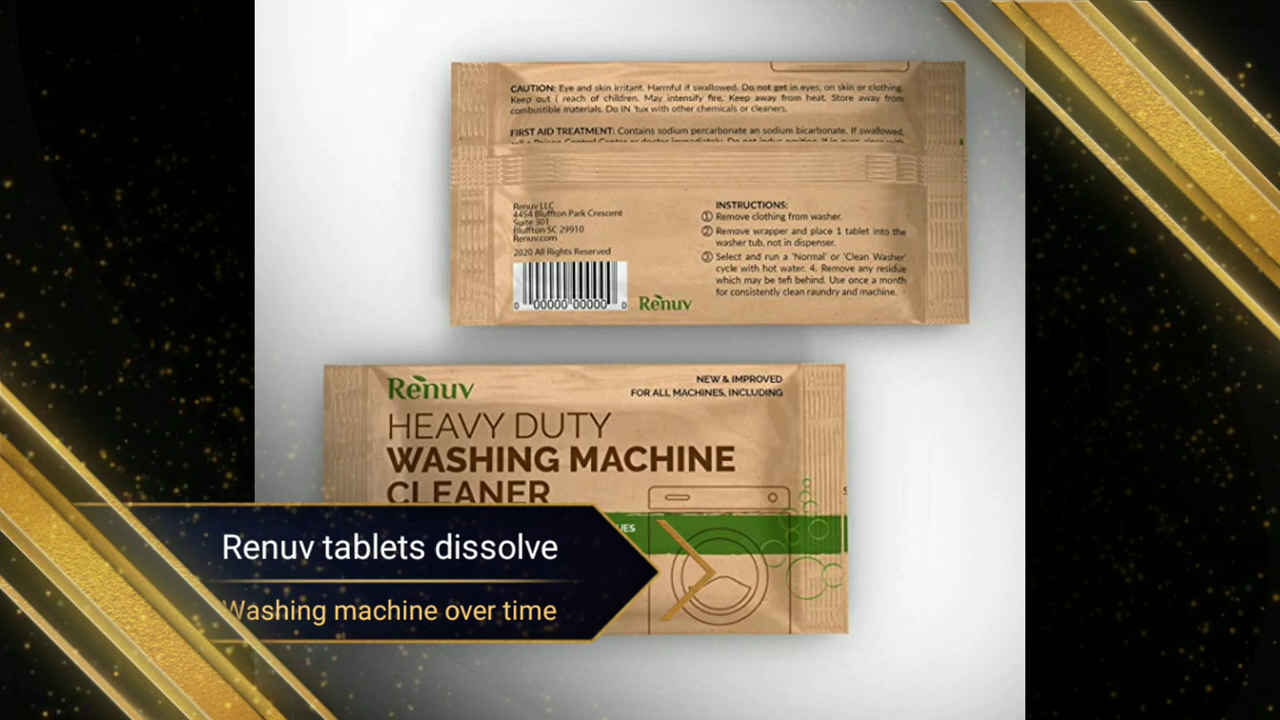 CAUTION: Eye and skin irritant. Harmful if swallowed. Do not get in eyes, on skin or clothing.
Keep out ( reach of children. May intensify fire. Keep away from heat. Store away from
combustible materials. Do IN 'tux with other chemicals or cleaners.
FIRST AID TREATMENT: Contains sodium percarbonate an sodium bicarbonate. If swallowed,
Renuv LLC
4454 Bluffton Park Crescent
Suite 301
Bluffton SC 29910
Renuv.com
2020 All Rights Reserved
0 00000 00000 0
Renuv
INSTRUCTIONS:
1 Remove clothing from washer.
2 Remove wrapper and place 1 tablet into the
washer tub, not in dispenser.
3 Select and run a 'Normal' or 'Clean Washer'
cycle with hot water. 4. Remove any residue
which may be tefi behind. Use once a month
for consistently clean raundry and machine.
Renuv
NEW & IMPROVED
FOR ALL MACHINES, INCLUDING
HEAVY DUTY
WASHING MACHINE
CLEANER
UES
Renuv tablets dissolve
Washing machine over time